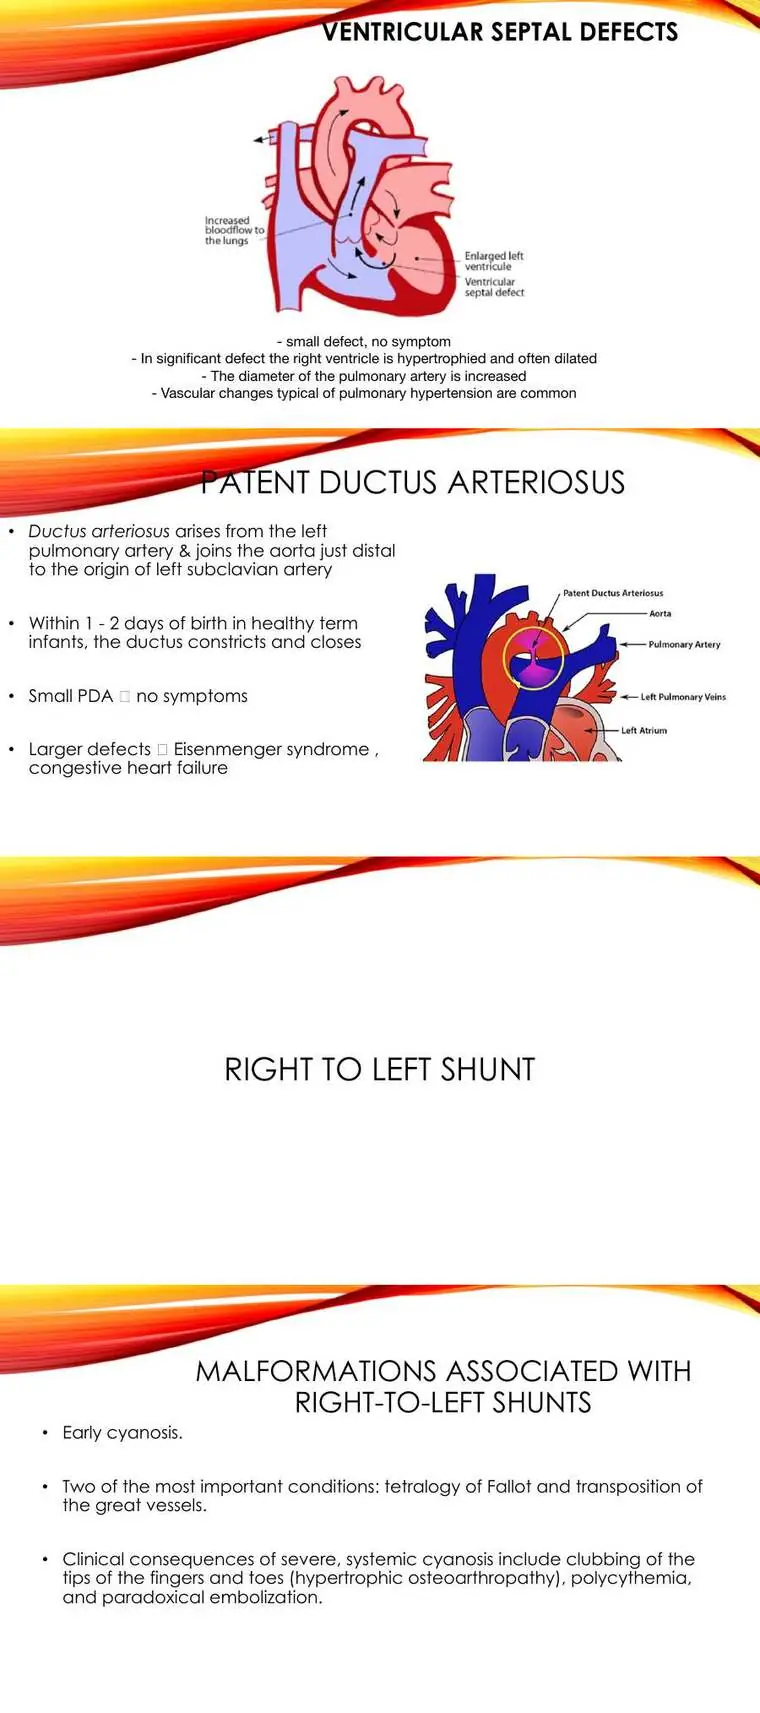 VENTRICULAR SEPTAL DEFECTS
Increased
bloodflow to
the lungs
Enlarged left
ventricule
Ventricular
septal defect
- small defect, no symptom
- In significant defect the right ventricle is hypertrophied and often dilated
- The diameter of the pulmonary artery is increased
- Vascular changes typical of pulmonary hypertension are common
PATENT DUCTUS ARTERIOSUS
• Ductus arteriosus arises from the left
pulmonary artery & joins the aorta just distal
to the origin of left subclavian artery
• Within 1 - 2 days of birth in healthy term
infants, the ductus constricts and closes
• Small PDA □ no symptoms
• Larger defects □ Eisenmenger syndrome ,
congestive heart failure
Patent Ductus Arteriosus
Aorta
Pulmonary Artery
Left Pulmonary Veins
Left Atrium
RIGHT TO LEFT SHUNT
MALFORMATIONS ASSOCIATED WITH
RIGHT-TO-LEFT SHUNTS
• Early cyanosis.
• Two of the most important conditions: tetralogy of Fallot and transposition of
the great vessels.
• Clinical consequences of severe, systemic cyanosis include clubbing of the
tips of the fingers and toes (hypertrophic osteoarthropathy), polycythemia,
and paradoxical embolization.